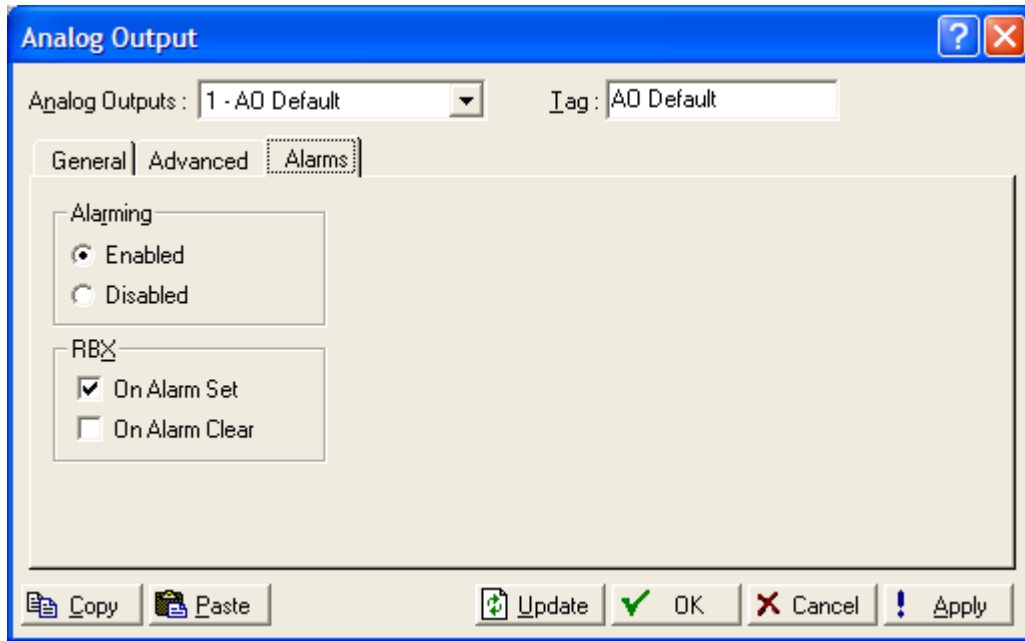 Analog Output
Analog Outputs : 1 - AO Default Tag : AO Default
General Advanced Alarms
Alarming
Enabled
Disabled
RBX
On Alarm Set
On Alarm Clear
Copy Paste Update OK Cancel Apply